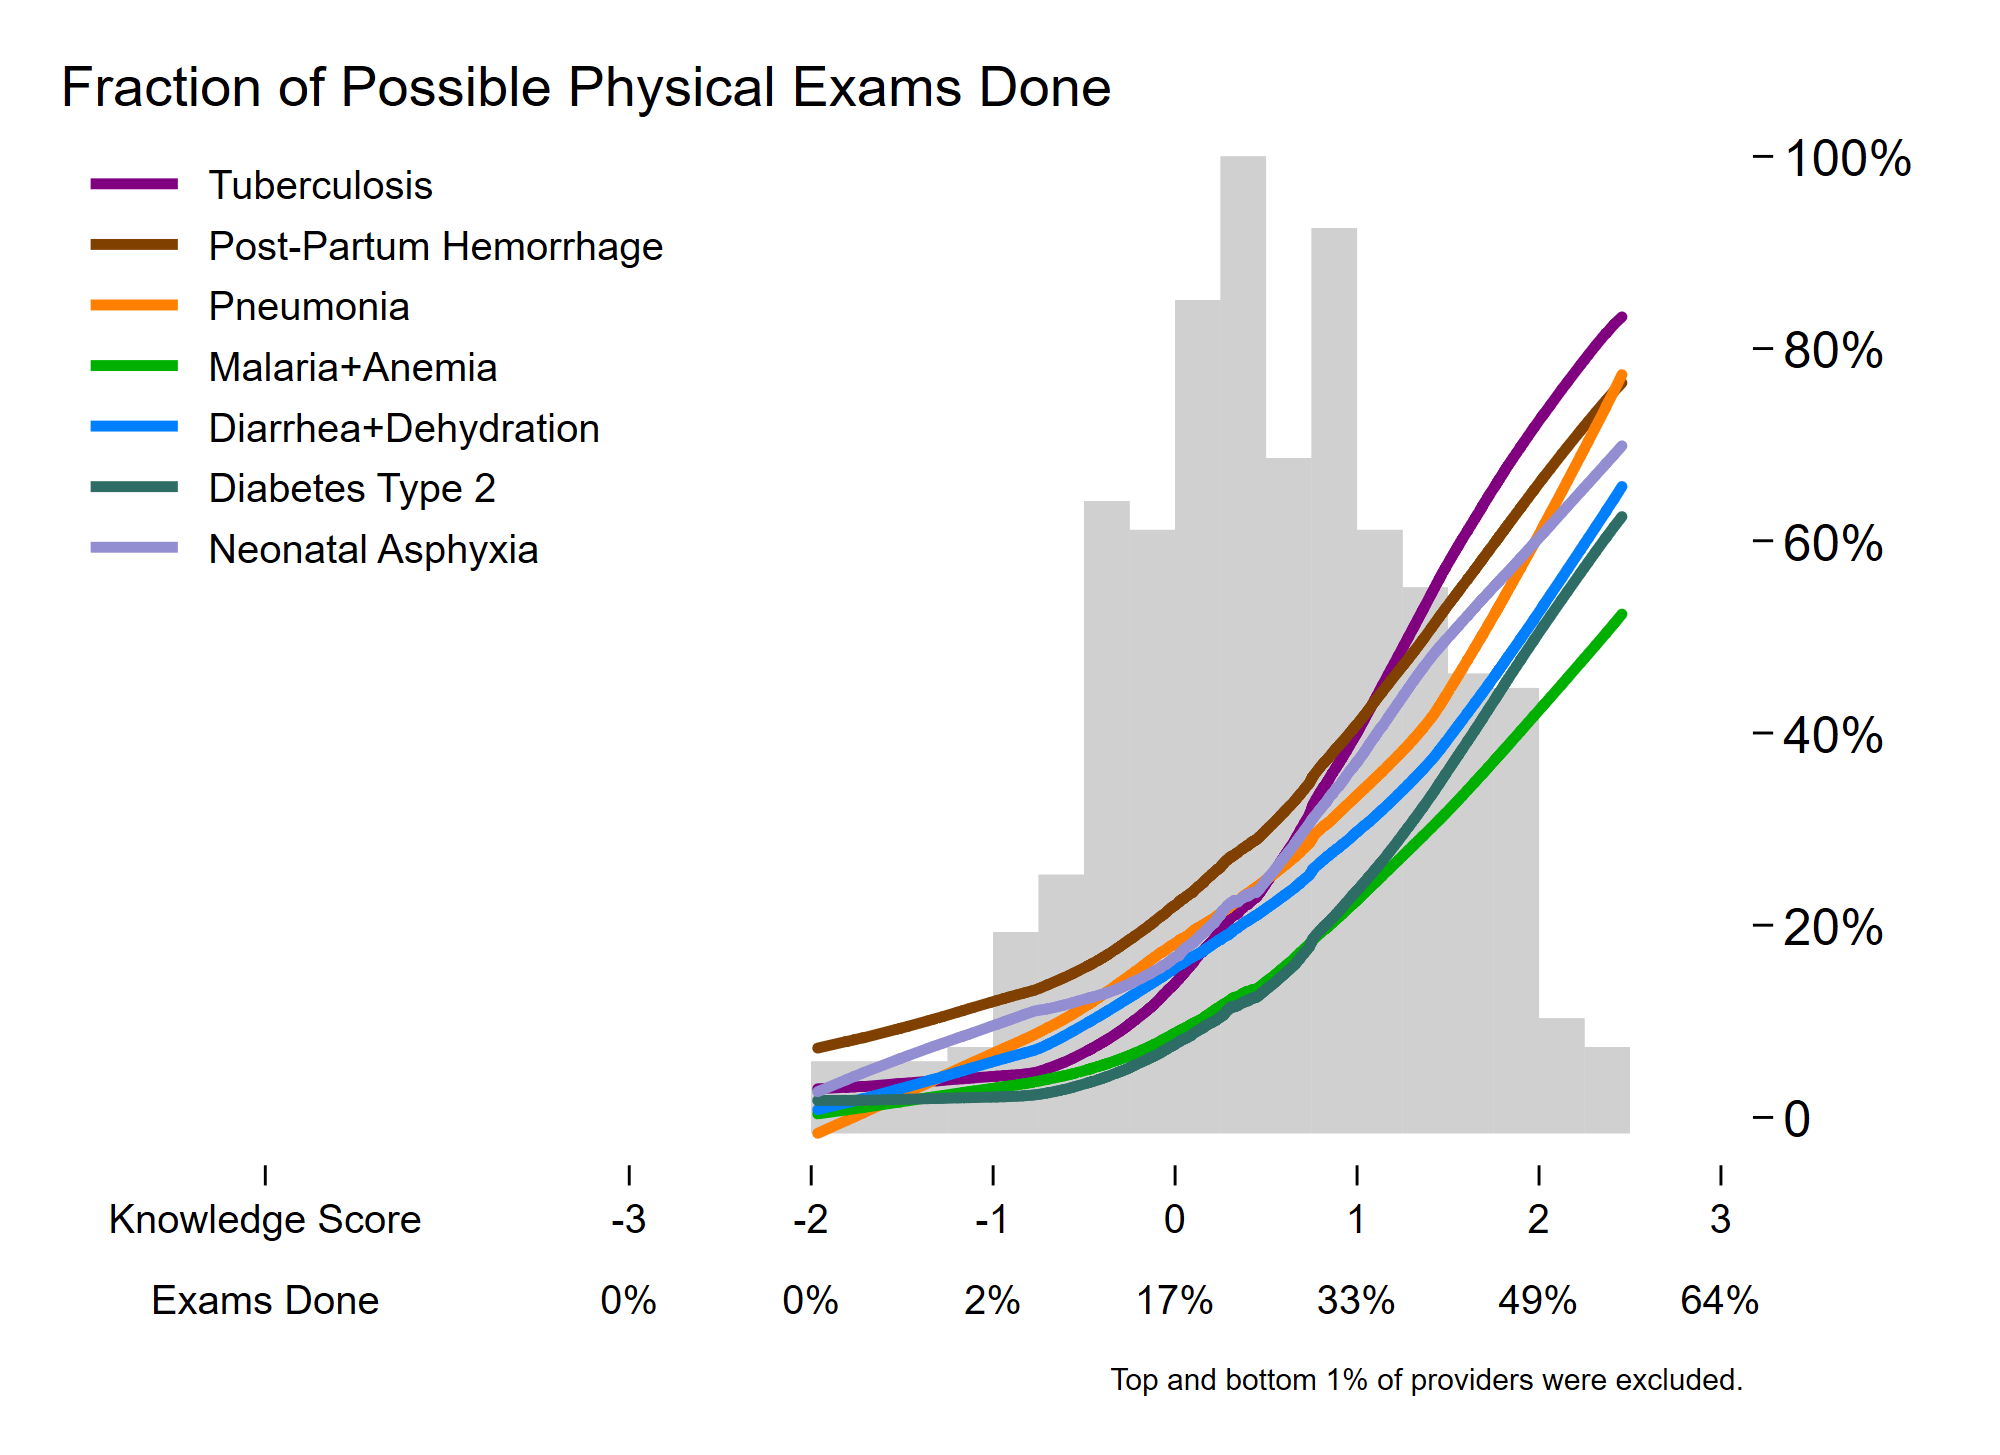 Fraction of Possible Physical Exams Done
Tuberculosis
Post-Partum Hemorrhage
Pneumonia
Malaria+Anemia
Diarrhea+Dehydration
Diabetes Type 2
Neonatal Asphyxia
100%
80%
60%
40%
20%
0
Knowledge Score -3 -2 -1 0 1 2 3
Exams Done 0% 0% 2% 17% 33% 49% 64%
Top and bottom 1% of providers were excluded.